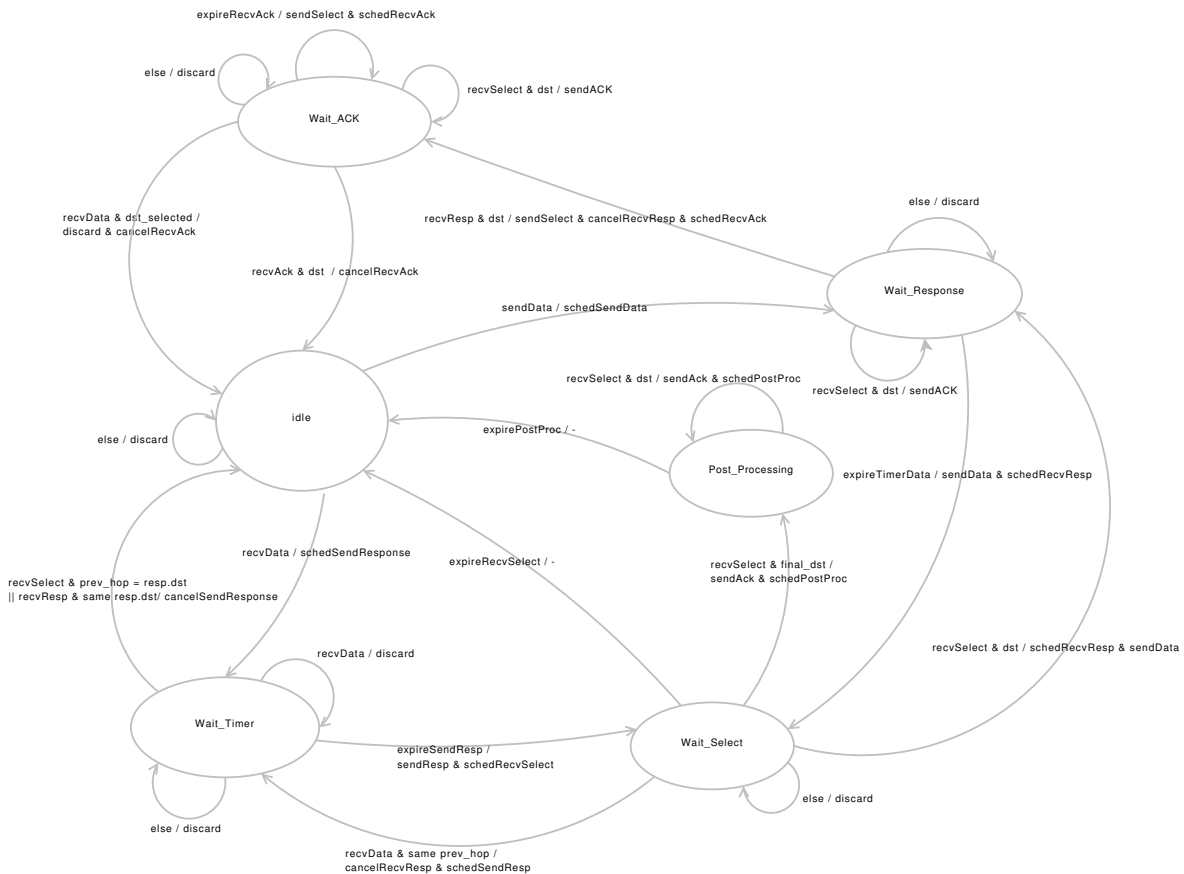 expireRecvAck / sendSelect & schedRecvAck
else / discard
recvSelect & dst / sendACK
Wait_ACK
recvData & dst_selected /
discard & cancelRecvAck
recvResp & dst / sendSelect & cancelRecvResp & schedRecvAck
else / discard
recvAck & dst  / cancelRecvAck
Wait_Response
sendData / schedSendData
recvSelect & dst / sendAck & schedPostProc
recvSelect & dst / sendACK
idle
expirePostProc / -
else / discard
Post_Processing
expireTimerData / sendData & schedRecvResp
recvData / schedSendResponse
expireRecvSelect / -
recvSelect & final_dst /
sendAck & schedPostProc
recvSelect & prev_hop = resp.dst
|| recvResp & same resp.dst/ cancelSendResponse
recvData / discard
recvSelect & dst / schedRecvResp & sendData
Wait_Timer
Wait_Select
expireSendResp /
sendResp & schedRecvSelect
else / discard
else / discard
recvData & same prev_hop /
cancelRecvResp & schedSendResp